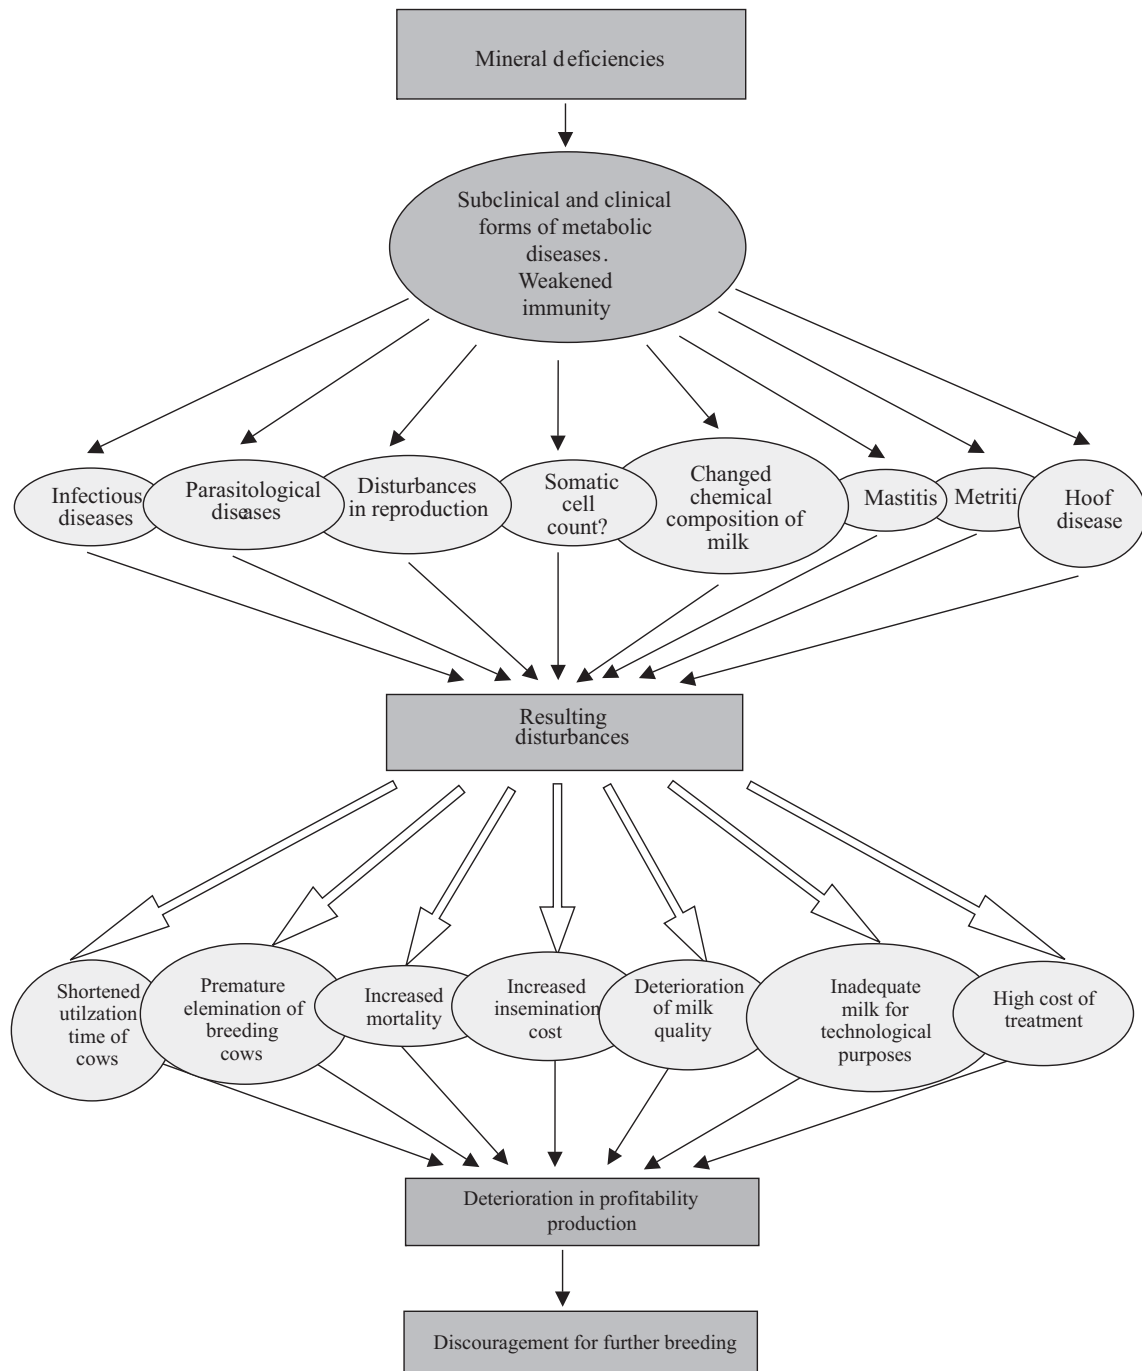 Mineral deficiencies
Subclinical and clinical
forms of metabolic
diseases.
Weakened
immunity
Infectious
diseases
Parasitological
diseases
Disturbances
in reproduction
Somatic
cell
count?
Changed
chemical
composition of
milk
Mastitis
Metriti
Hoof
disease
Resulting
disturbances
Shortened
utilzation
time of
cows
Premature
elemination of
breeding
cows
Increased
mortality
Increased
insemination
cost
Deterioration
of milk
quality
Inadequate
milk for
technological
purposes
High cost of
treatment
Deterioration in profitability
production
Discouragement for further breeding